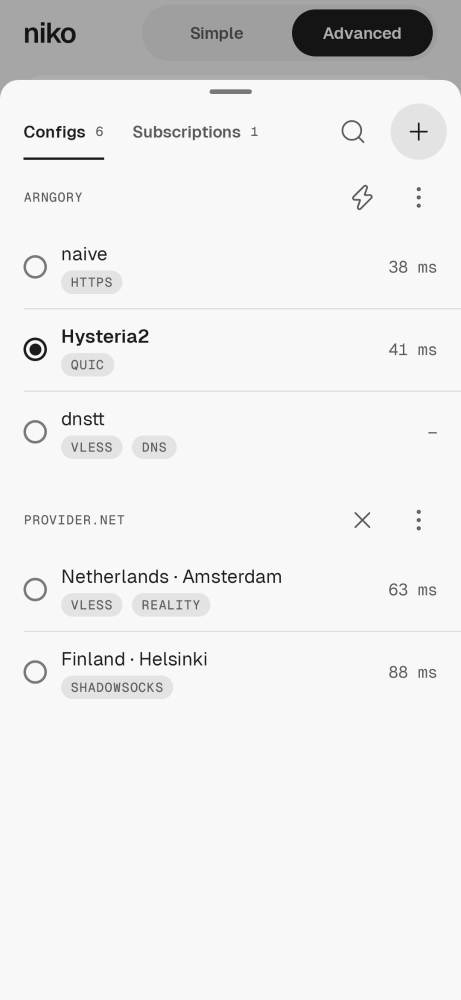 niko
Simple
Advanced
Configs 6
Subscriptions 1
ARNGORY
naive
38 ms
HTTPS
Hysteria2
41 ms
QUIC
dnstt
–
VLESS DNS
PROVIDER.NET
Netherlands · Amsterdam
63 ms
VLESS REALITY
Finland · Helsinki
88 ms
SHADOWSOCKS